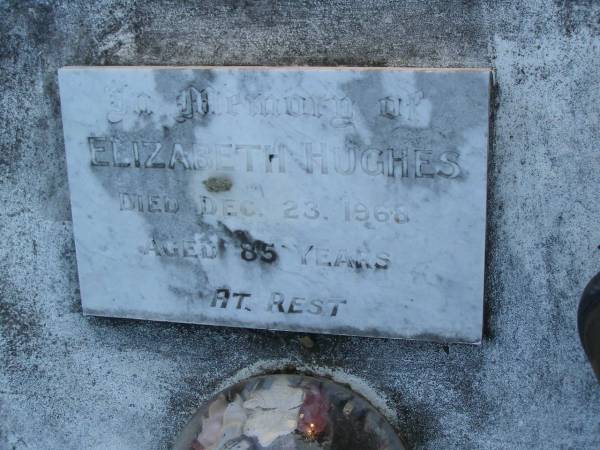 In Memory of
ELIZABETH HUGHES
DIED DEC. 23. 1968
AGED 85 YEARS
AT REST